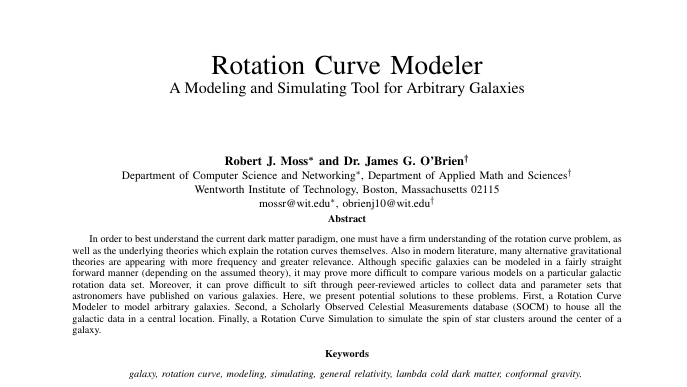 Rotation Curve Modeler
A Modeling and Simulating Tool for Arbitrary Galaxies
Robert J. Moss* and Dr. James G. O'Brien†
Department of Computer Science and Networking*, Department of Applied Math and Sciences†
Wentworth Institute of Technology, Boston, Massachusetts 02115
mossr@wit.edu*, obrienj10@wit.edu†
Abstract
In order to best understand the current dark matter paradigm, one must have a firm understanding of the rotation curve problem, as
well as the underlying theories which explain the rotation curves themselves. Also in modern literature, many alternative gravitational
theories are appearing with more frequency and greater relevance. Although specific galaxies can be modeled in a fairly straight
forward manner (depending on the assumed theory), it may prove more difficult to compare various models on a particular galactic
rotation data set. Moreover, it can prove difficult to sift through peer-reviewed articles to collect data and parameter sets that
astronomers have published on various galaxies. Here, we present potential solutions to these problems. First, a Rotation Curve
Modeler to model arbitrary galaxies. Second, a Scholarly Observed Celestial Measurements database (SOCM) to house all the
galactic data in a central location. Finally, a Rotation Curve Simulation to simulate the spin of star clusters around the center of a
galaxy.
Keywords
galaxy, rotation curve, modeling, simulating, general relativity, lambda cold dark matter, conformal gravity.